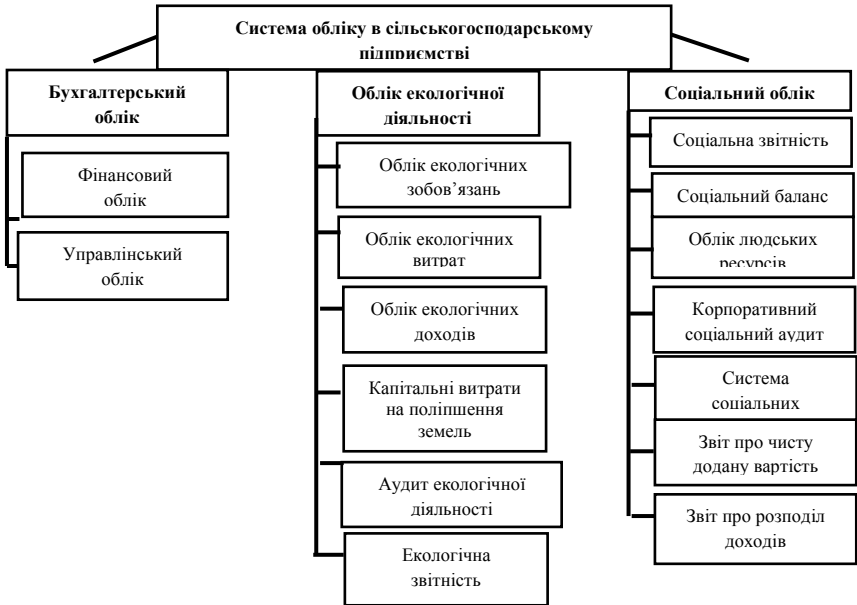 Система обліку в сільськогосподарському
підприємстві
Бухгалтерський
облік
Фінансовий
облік
Управлінський
облік
Облік екологічної
діяльності
Облік екологічних
зобов’язань
Облік екологічних
витрат
Облік екологічних
доходів
Капітальні витрати
на поліпшення
земель
Аудит екологічної
діяльності
Екологічна
звітність
Соціальний облік
Соціальна звітність
Соціальний баланс
Облік людських
ресурсів
Корпоративний
соціальний аудит
Система
соціальних
Звіт про чисту
додану вартість
Звіт про розподіл
доходів